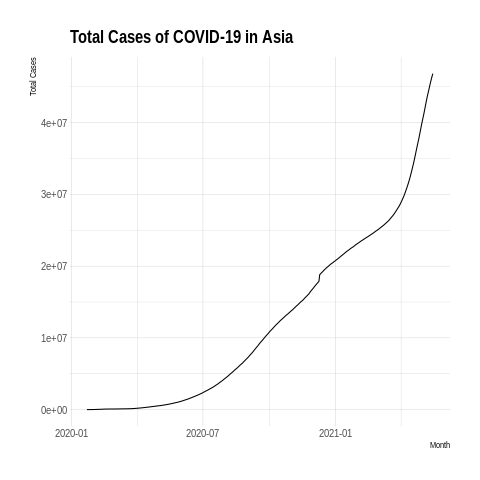 Total Cases of COVID-19 in Asia
Total Cases
4e+07
3e+07
2e+07
1e+07
0e+00
2020-01 2020-07 2021-01
Month